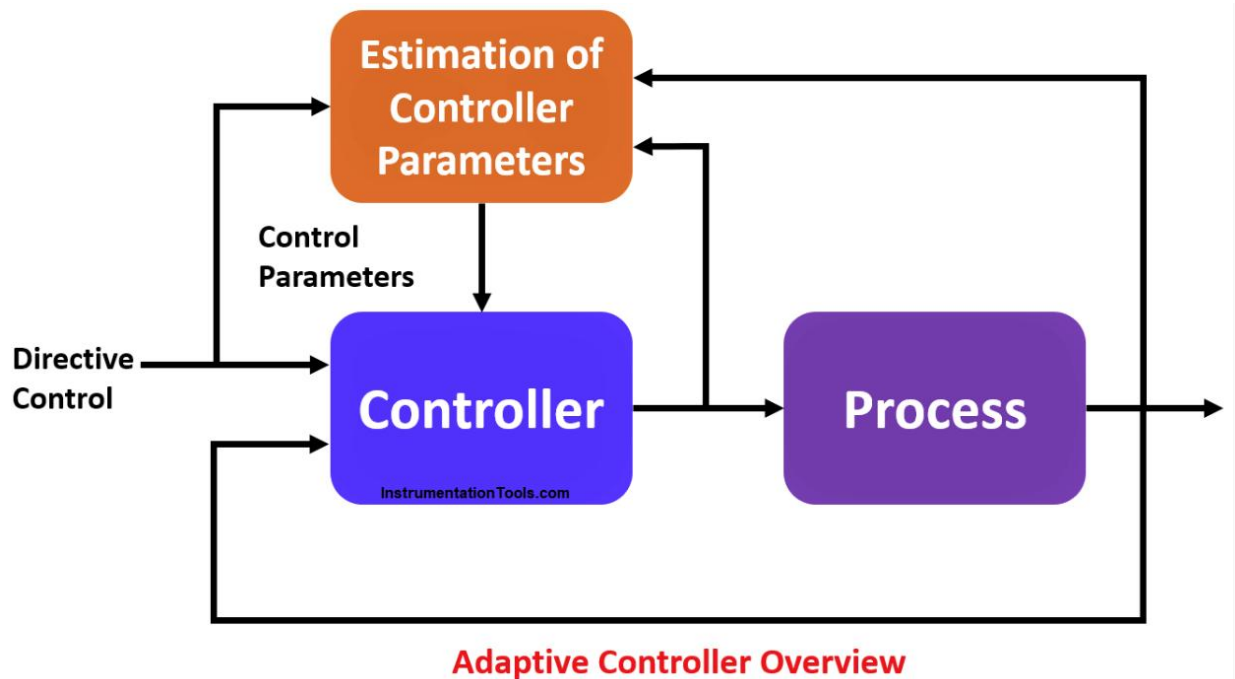 Estimation of
Controller
Parameters
Control
Parameters
Directive
Control
Controller
InstrumentationTools.com
Process
Adaptive Controller Overview